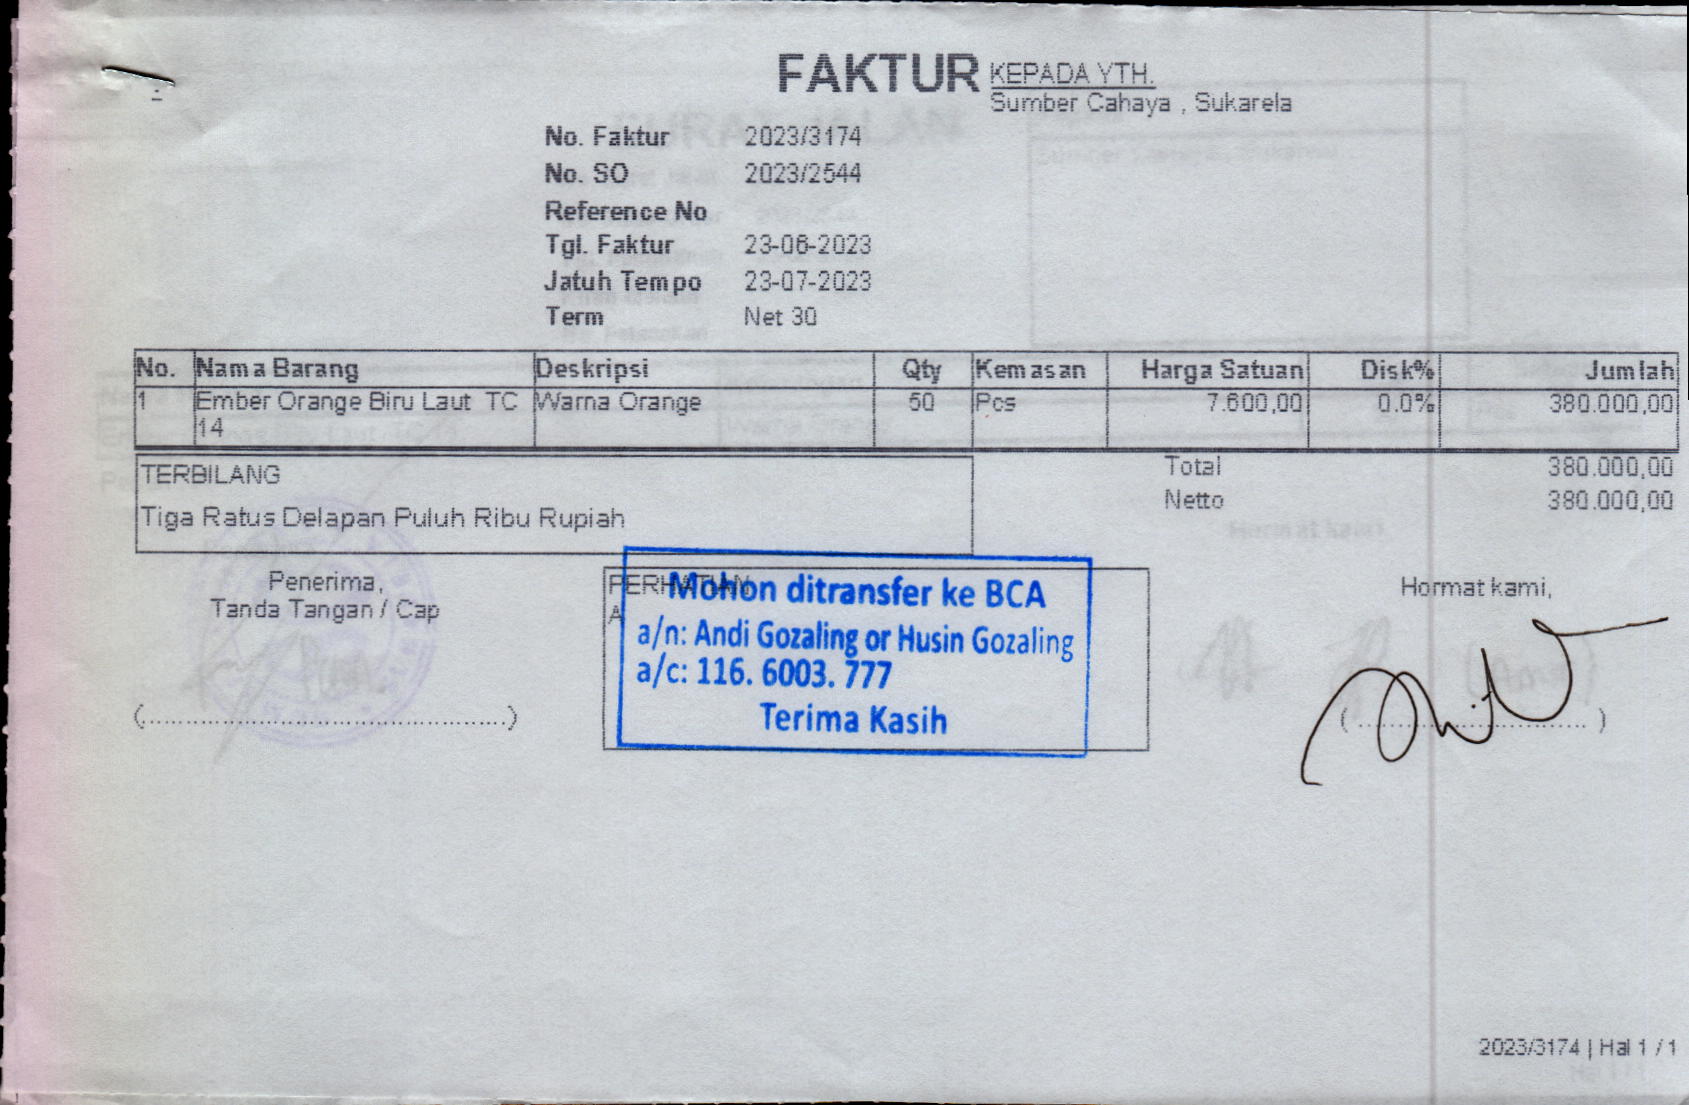 FAKTUR
KEPADA YTH.
Sumber Cahaya , Sukarela
No. Faktur 2023/3174
No. SO 2023/2544
Reference No
Tgl. Faktur 23-06-2023
Jatuh Tempo 23-07-2023
Term Net 30
No. Nama Barang Deskripsi Qty Kemasan Harga Satuan Disk% Jumlah
1 Ember Orange Biru Laut TC Warna Orange 50 Pcs 7.600,00 0.0% 380.000,00
14
TERBILANG
Tiga Ratus Delapan Puluh Ribu Rupiah
Total 380.000,00
Netto 380.000,00
Penerima,
Tanda Tangan / Cap
(........................................)
PERHATIAN
A
Mohon ditransfer ke BCA
a/n: Andi Gozaling or Husin Gozaling
a/c: 116. 6003. 777
Terima Kasih
Hormat kami,
(..........................)
2023/3174 | Hal 1 / 1